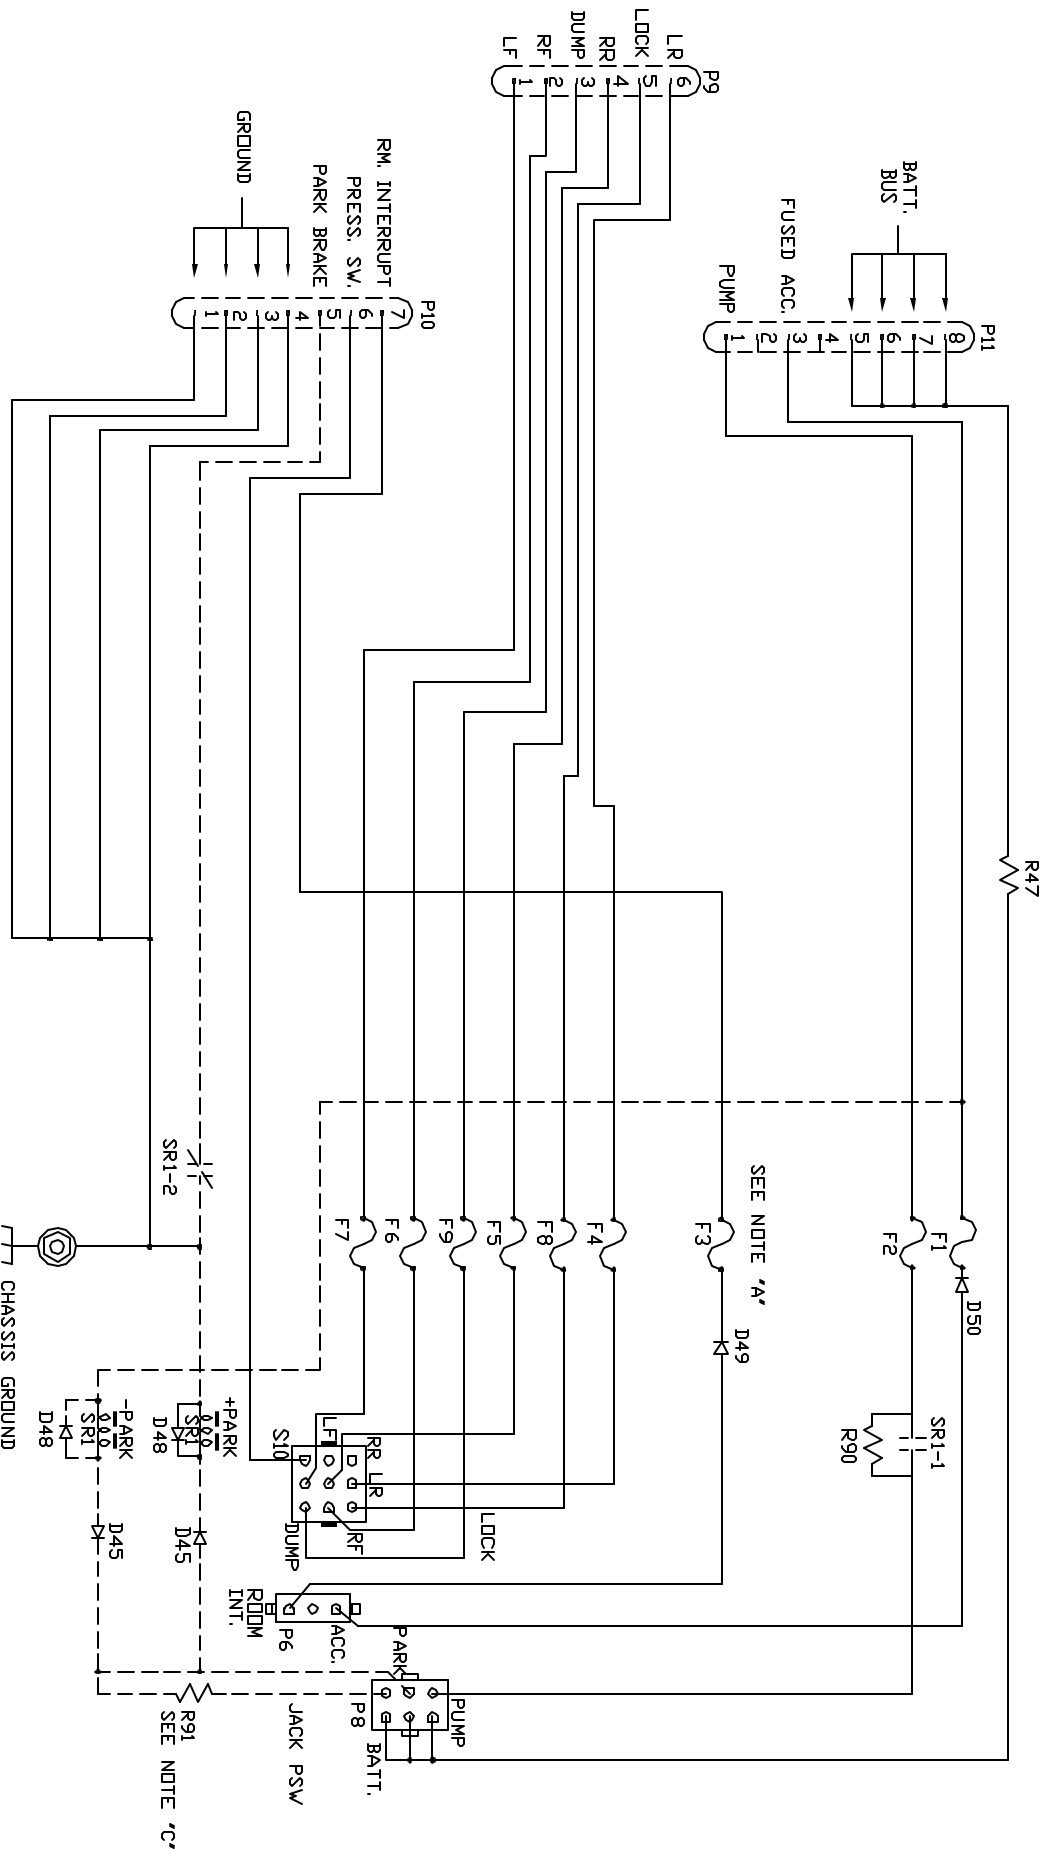 P9
LR
LOCK
RR
DUMP
RF
LF
6
5
4
3
2
1
P11
BATT.
BUS
FUSED ACC.
PUMP
8
7
6
5
4
3
2
1
P10
RM. INTERRUPT
PRESS. SW.
PARK BRAKE
GROUND
7
6
5
4
3
2
1
R47
SR1-2
CHASSIS GROUND
SEE NOTE "A"
F1
F2
F3
F4
F8
F5
F9
F6
F7
D50
D49
SR1-1
R90
+PARK
SR1
D48
-PARK
SR1
D48
D45
D45
S10
LF
RR
LR
RF
DUMP
LOCK
ROOM
INT.
P6
ACC.
PARK
PUMP
P8
BATT.
JACK PSW
R91
SEE NOTE "C"